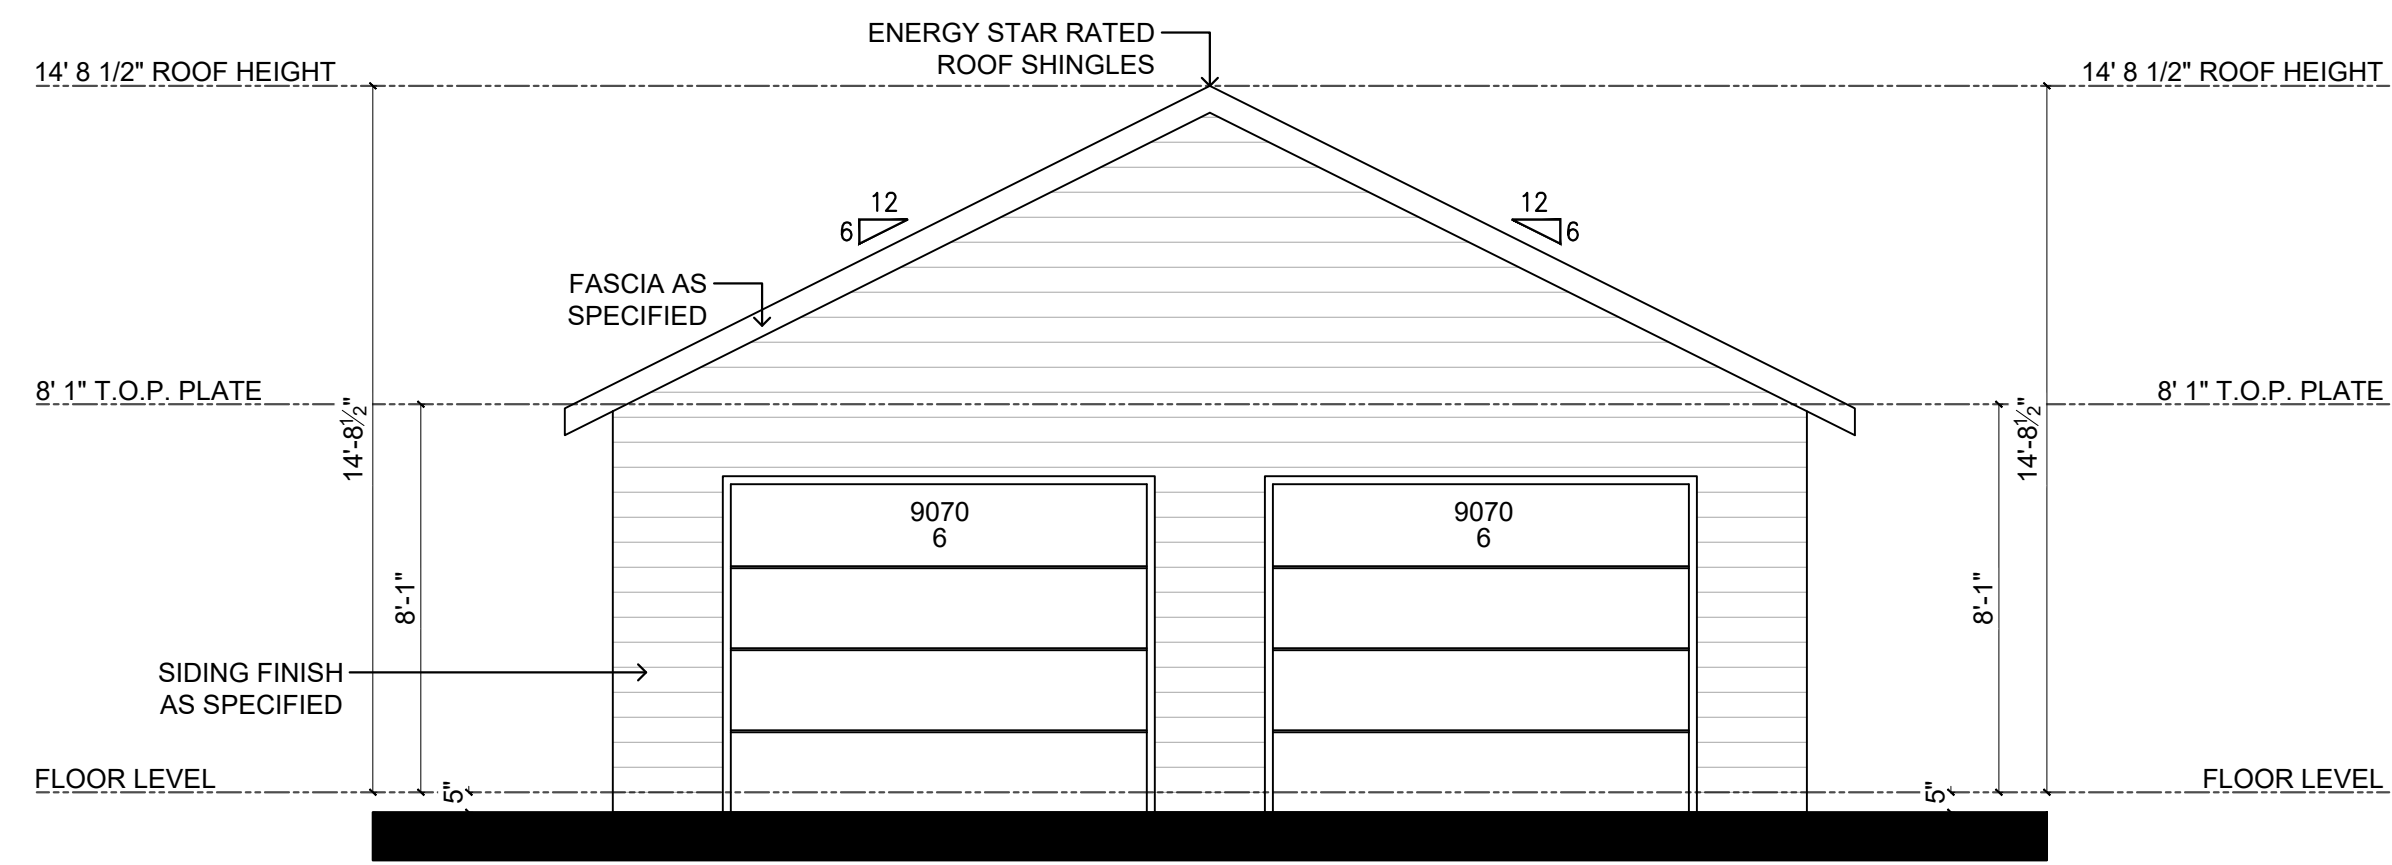 ENERGY STAR RATED
ROOF SHINGLES
14' 8 1/2" ROOF HEIGHT
14' 8 1/2" ROOF HEIGHT
12
6
12
6
FASCIA AS
SPECIFIED
8' 1" T.O.P. PLATE
8' 1" T.O.P. PLATE
14'-8½"
14'-8½"
9070
6
9070
6
8'-1"
8'-1"
SIDING FINISH
AS SPECIFIED
FLOOR LEVEL
FLOOR LEVEL
5"
5"